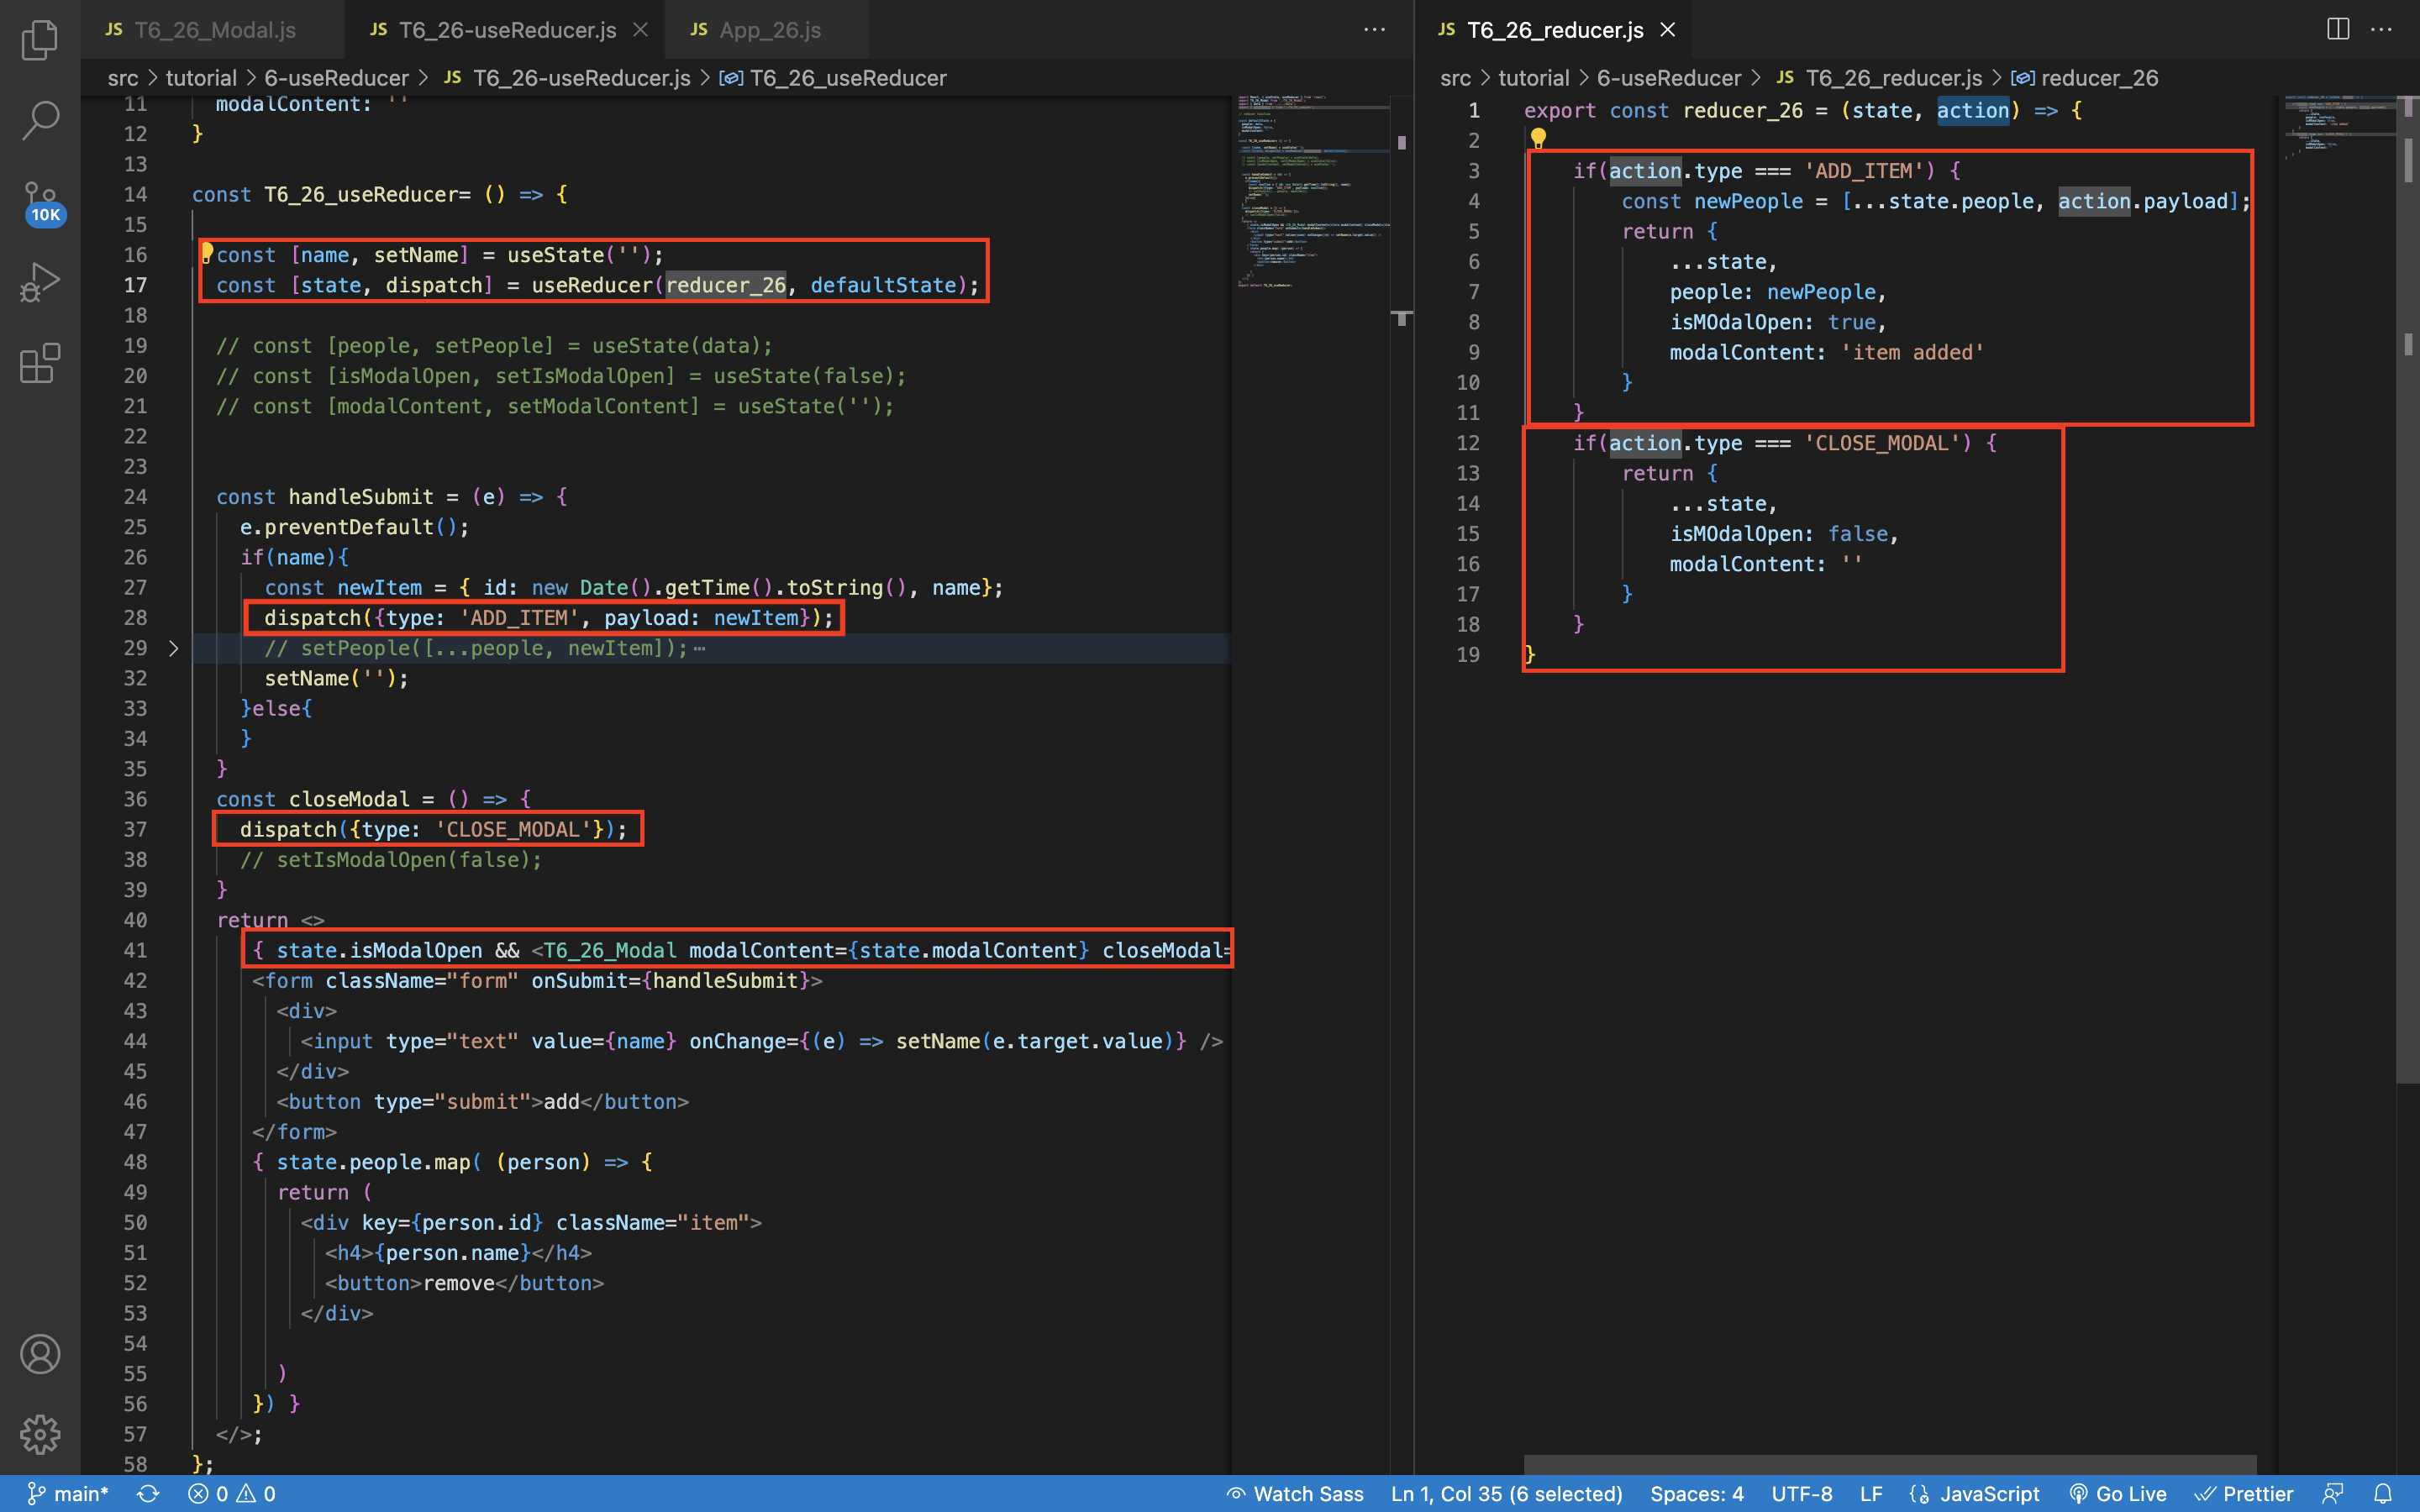 JS T6_26_Modal.js
JS T6_26-useReducer.js
JS App_26.js
src > tutorial > 6-useReducer > JS T6_26-useReducer.js > T6_26_useReducer
11 modalContent: ''
12 }
13
14 const T6_26_useReducer= () => {
15
16 const [name, setName] = useState('');
17 const [state, dispatch] = useReducer(reducer_26, defaultState);
18
19 // const [people, setPeople] = useState(data);
20 // const [isModalOpen, setIsModalOpen] = useState(false);
21 // const [modalContent, setModalContent] = useState('');
22
23
24 const handleSubmit = (e) => {
25 e.preventDefault();
26 if(name){
27 const newItem = { id: new Date().getTime().toString(), name};
28 dispatch({type: 'ADD_ITEM', payload: newItem});
29 // setPeople([...people, newItem]); ⋯
32 setName('');
33 }else{
34 }
35 }
36 const closeModal = () => {
37 dispatch({type: 'CLOSE_MODAL'});
38 // setIsModalOpen(false);
39 }
40 return <>
41 { state.isModalOpen && <T6_26_Modal modalContent={state.modalContent} closeModal=
42 <form className="form" onSubmit={handleSubmit}>
43 <div>
44 <input type="text" value={name} onChange={(e) => setName(e.target.value)} />
45 </div>
46 <button type="submit">add</button>
47 </form>
48 { state.people.map( (person) => {
49 return (
50 <div key={person.id} className="item">
51 <h4>{person.name}</h4>
52 <button>remove</button>
53 </div>
54
55 )
56 }) }
57 </>;
58 };
JS T6_26_reducer.js
src > tutorial > 6-useReducer > JS T6_26_reducer.js > reducer_26
1 export const reducer_26 = (state, action) => {
2
3 if(action.type === 'ADD_ITEM') {
4 const newPeople = [...state.people, action.payload];
5 return {
6 ...state,
7 people: newPeople,
8 isMOdalOpen: true,
9 modalContent: 'item added'
10 }
11 }
12 if(action.type === 'CLOSE_MODAL') {
13 return {
14 ...state,
15 isMOdalOpen: false,
16 modalContent: ''
17 }
18 }
19 }
10K
main* 0 0 Watch Sass Ln 1, Col 35 (6 selected) Spaces: 4 UTF-8 LF JavaScript Go Live Prettier